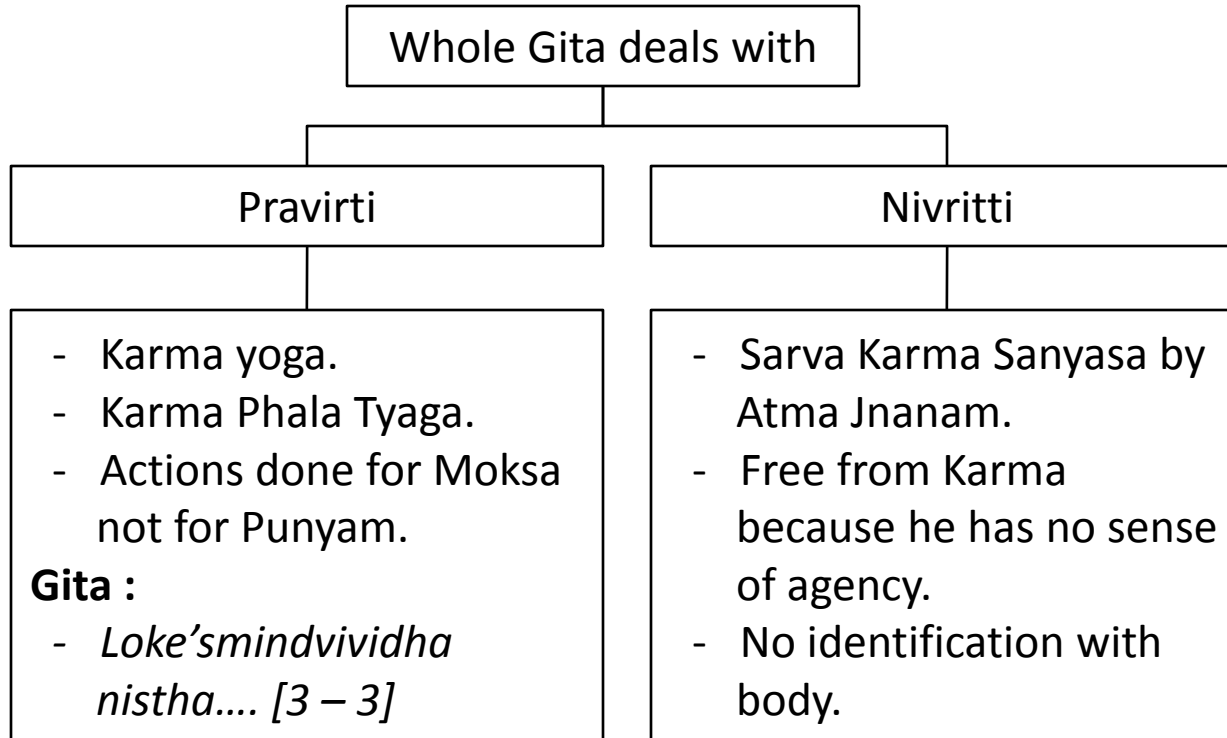 Whole Gita deals with
Pravirti
Nivritti
- Karma yoga.
- Karma Phala Tyaga.
- Actions done for Moksa
not for Punyam.
Gita :
- Loke’smindvividha
nistha…. [3 – 3]
- Sarva Karma Sanyasa by
Atma Jnanam.
- Free from Karma
because he has no sense
of agency.
- No identification with
body.